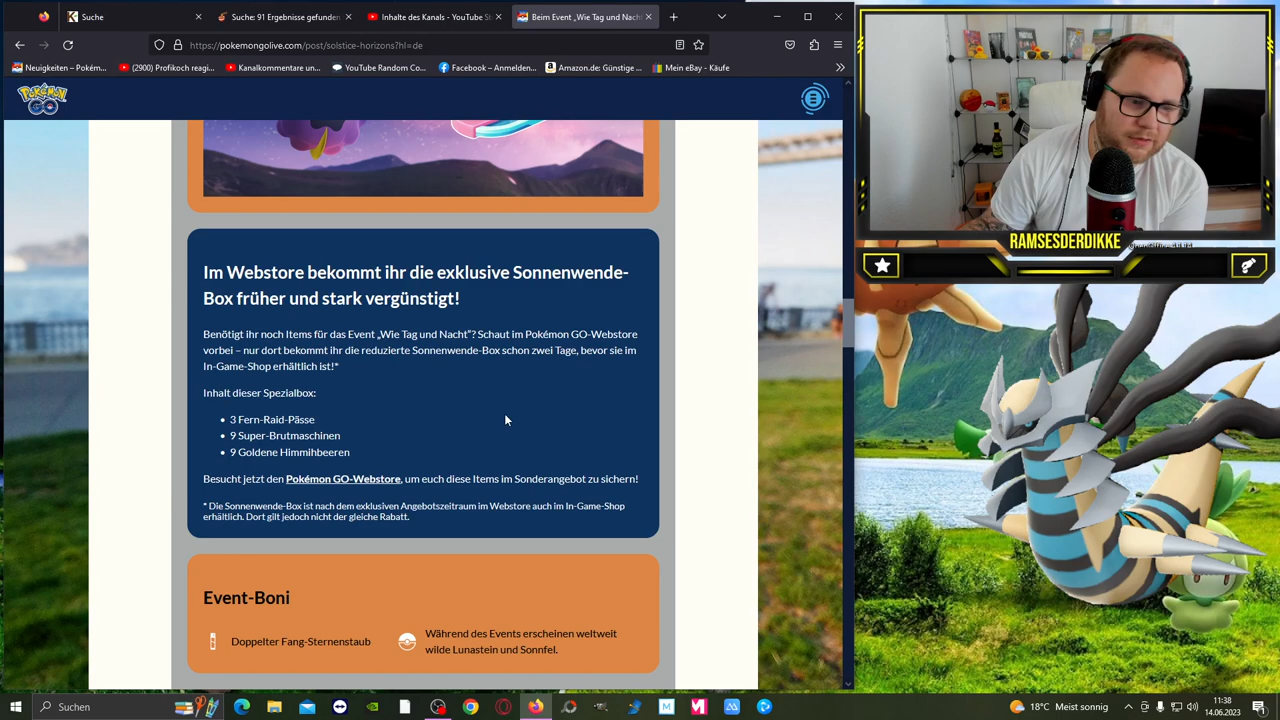 Suche
Suche: 91 Ergebnisse gefunden
Inhalte des Kanals - YouTube St
Beim Event „Wie Tag und Nach
https://pokemongolive.com/post/solstice-horizons?hl=de
Neuigkeiten – Pokém...
(2900) Profikoch reagi...
Kanalkommentare un...
YouTube Random Co...
Facebook – Anmelden...
Amazon.de: Günstige ...
Mein eBay - Käufe
POKÉMON GO
Im Webstore bekommt ihr die exklusive Sonnenwende-
Box früher und stark vergünstigt!
Benötigt ihr noch Items für das Event „Wie Tag und Nacht“? Schaut im Pokémon GO-Webstore
vorbei – nur dort bekommt ihr die reduzierte Sonnenwende-Box schon zwei Tage, bevor sie im
In-Game-Shop erhältlich ist!*
Inhalt dieser Spezialbox:
• 3 Fern-Raid-Pässe
• 9 Super-Brutmaschinen
• 9 Goldene Himmihbeeren
Besucht jetzt den Pokémon GO-Webstore, um euch diese Items im Sonderangebot zu sichern!
* Die Sonnenwende-Box ist nach dem exklusiven Angebotszeitraum im Webstore auch im In-Game-Shop
erhältlich. Dort gilt jedoch nicht der gleiche Rabatt.
Event-Boni
Doppelter Fang-Sternenstaub
Während des Events erscheinen weltweit
wilde Lunastein und Sonnfel.
RAMSESDERDIKKE
Suchen
18°C Meist sonnig
11:38
14.06.2023